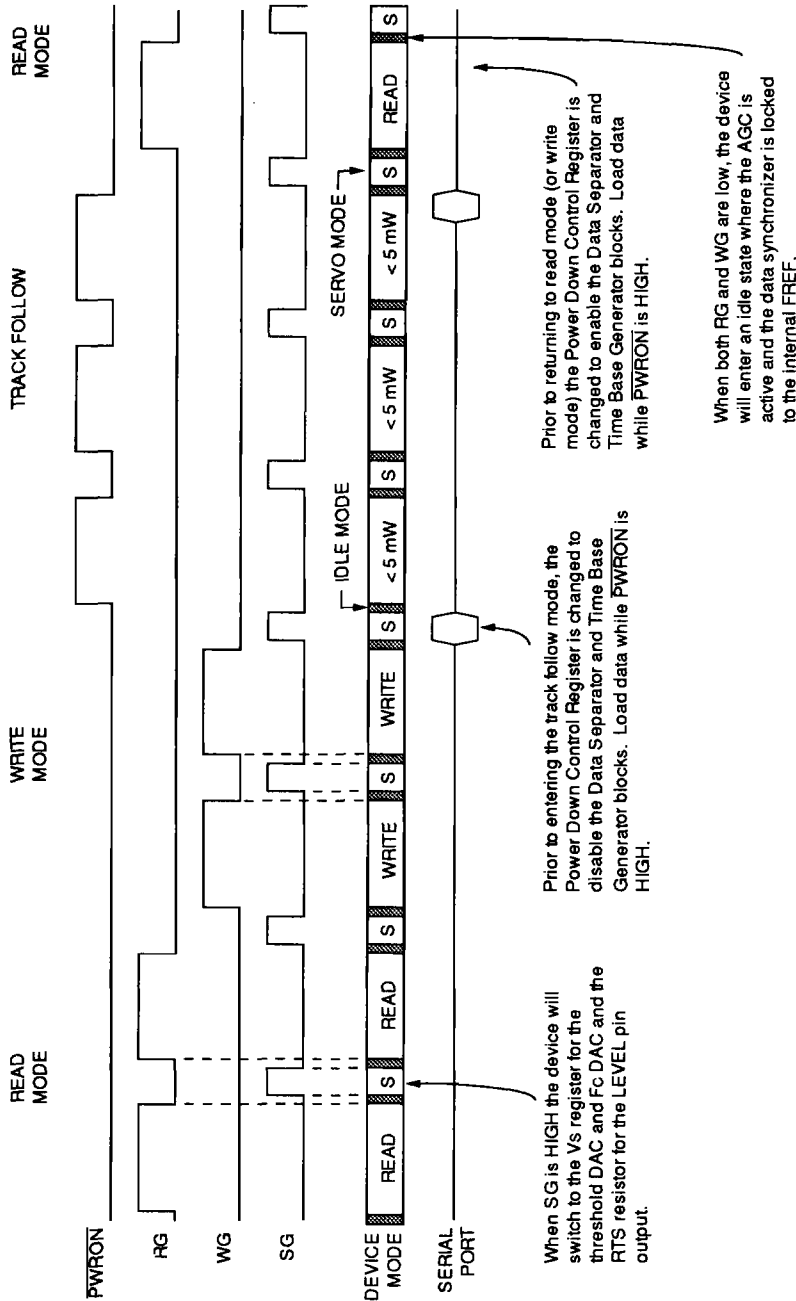 READ
MODE
WRITE
MODE
TRACK FOLLOW
READ
MODE
PWRON
RG
WG
SG
IDLE MODE
SERVO MODE
DEVICE
MODE
READ
S
READ
S
WRITE
S
WRITE
S
< 5 mW
S
< 5 mW
S
< 5 mW
S
READ
S
SERIAL
PORT
When SG is HIGH the device will
switch to the Vs register for the
threshold DAC and Fc DAC and the
RTS resistor for the LEVEL pin
output.
Prior to entering the track follow mode, the
Power Down Control Register is changed to
disable the Data Separator and Time Base
Generator blocks. Load data while PWRON is
HIGH.
Prior to returning to read mode (or write
mode) the Power Down Control Register is
changed to enable the Data Separator and
Time Base Generator blocks. Load data
while PWRON is HIGH.
When both RG and WG are low, the device
will enter an idle state where the AGC is
active and the data synchronizer is locked
to the internal FREF.